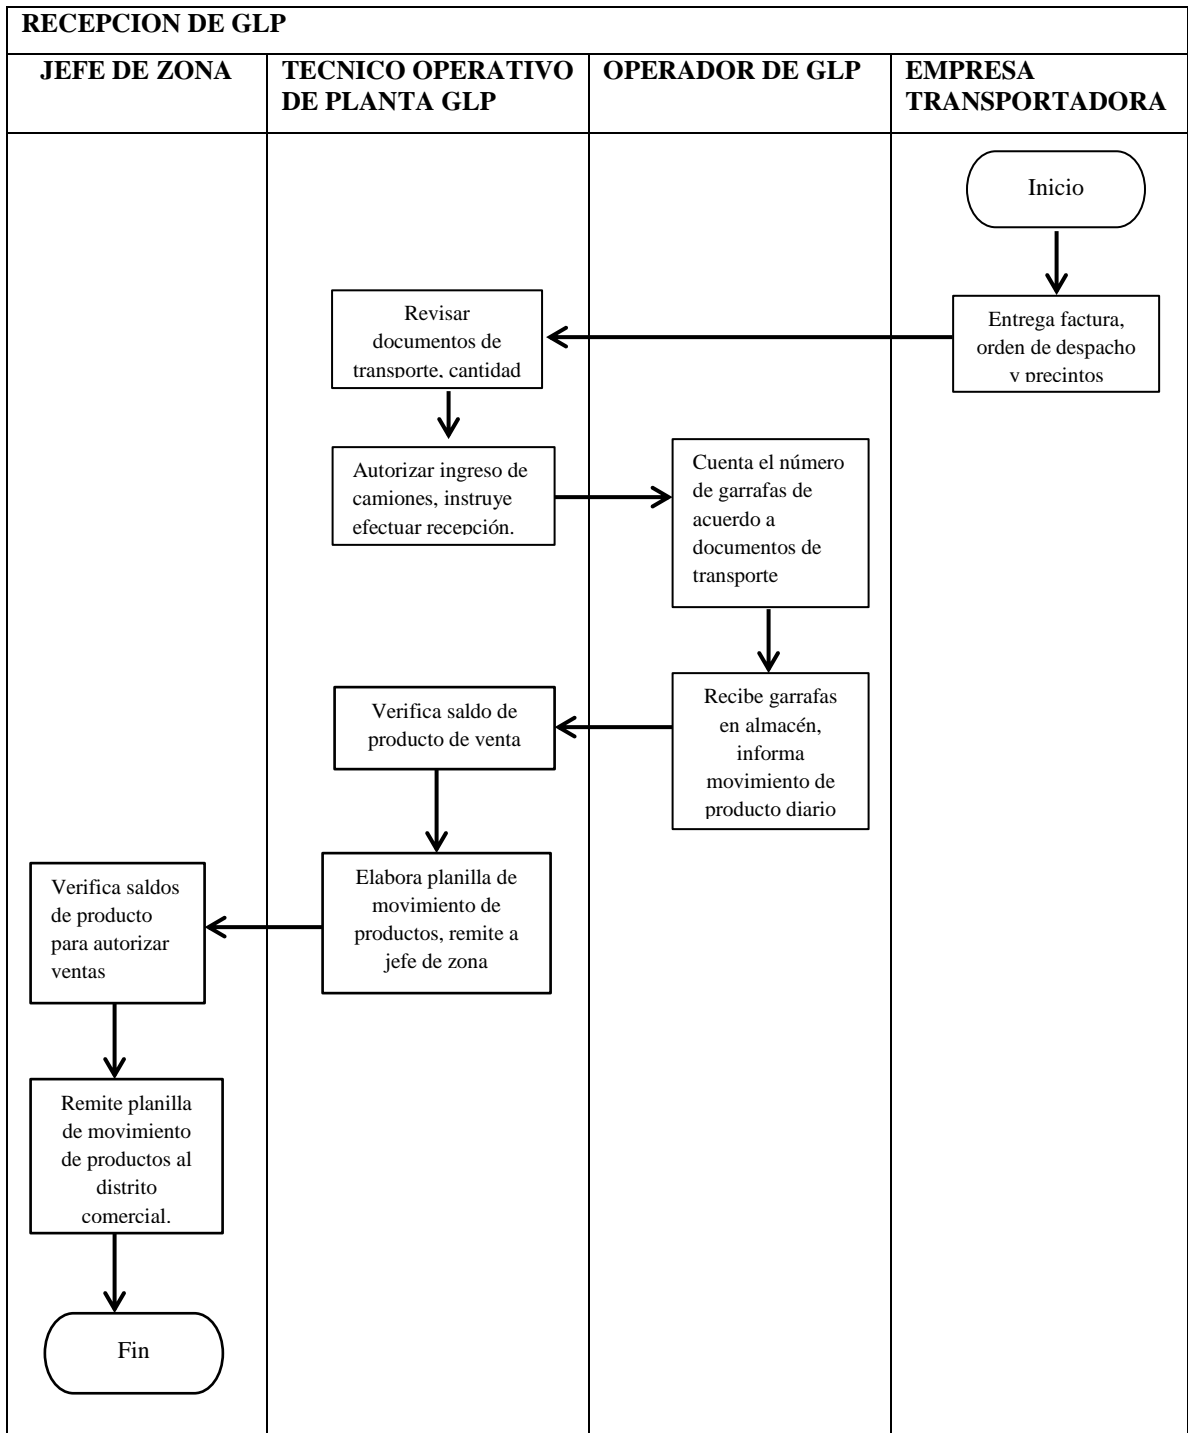 RECEPCION DE GLP
JEFE DE ZONA
TECNICO OPERATIVO
DE PLANTA GLP
OPERADOR DE GLP
EMPRESA
TRANSPORTADORA
Inicio
Entrega factura,
orden de despacho
y precintos
Revisar
documentos de
transporte, cantidad
Autorizar ingreso de
camiones, instruye
efectuar recepción.
Cuenta el número
de garrafas de
acuerdo a
documentos de
transporte
Recibe garrafas
en almacén,
informa
movimiento de
producto diario
Verifica saldo de
producto de venta
Elabora planilla de
movimiento de
productos, remite a
jefe de zona
Verifica saldos
de producto
para autorizar
ventas
Remite planilla
de movimiento
de productos al
distrito
comercial.
Fin